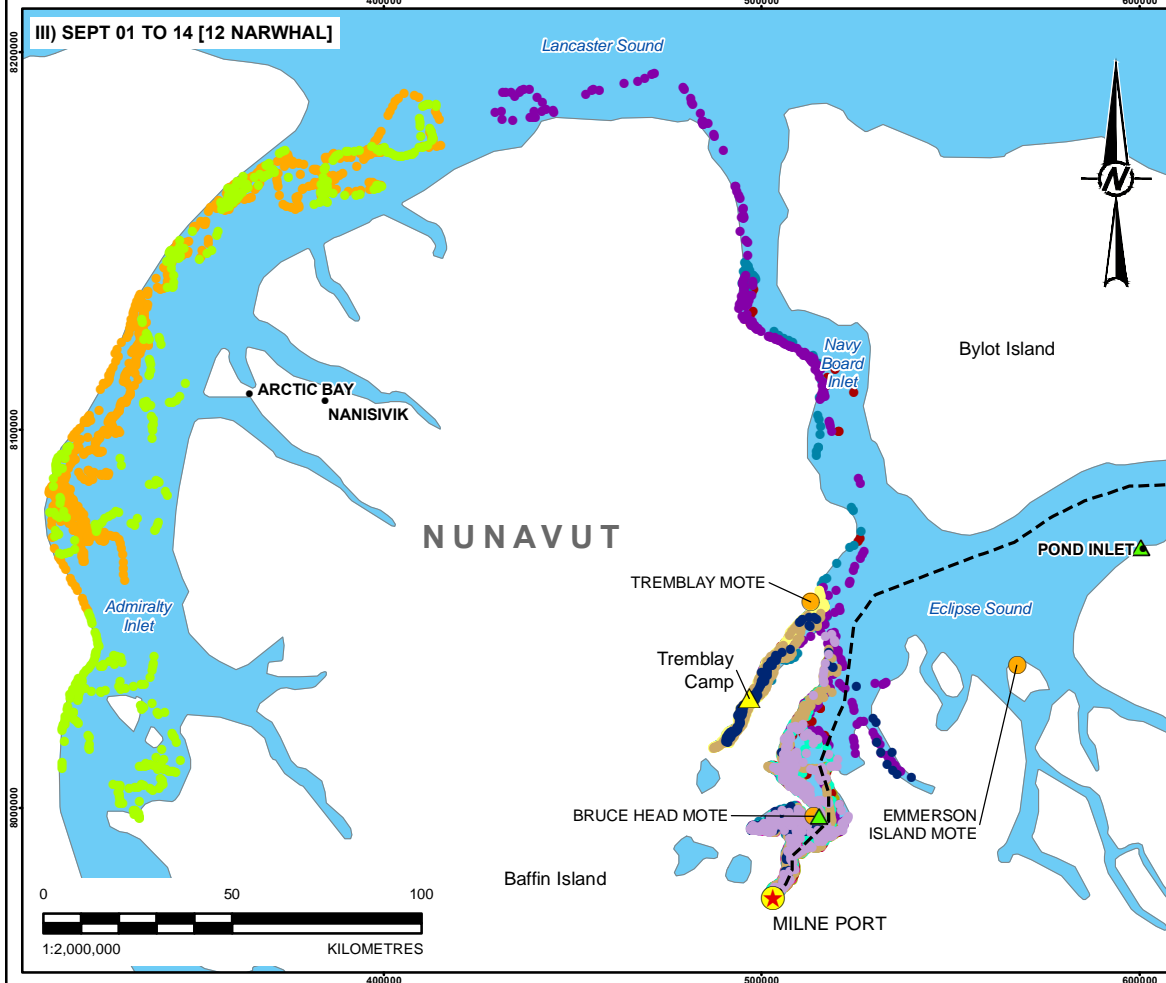 400000
500000
600000
III) SEPT 01 TO 14 [12 NARWHAL]
Lancaster Sound
8200000
N
Navy
Board
Inlet
Bylot Island
ARCTIC BAY
NANISIVIK
8100000
NUNAVUT
POND INLET
TREMBLAY MOTE
Admiralty
Inlet
Eclipse Sound
Tremblay
Camp
8000000
BRUCE HEAD MOTE
EMMERSON
ISLAND MOTE
Baffin Island
MILNE PORT
0 50 100
1:2,000,000 KILOMETRES
400000
500000
600000